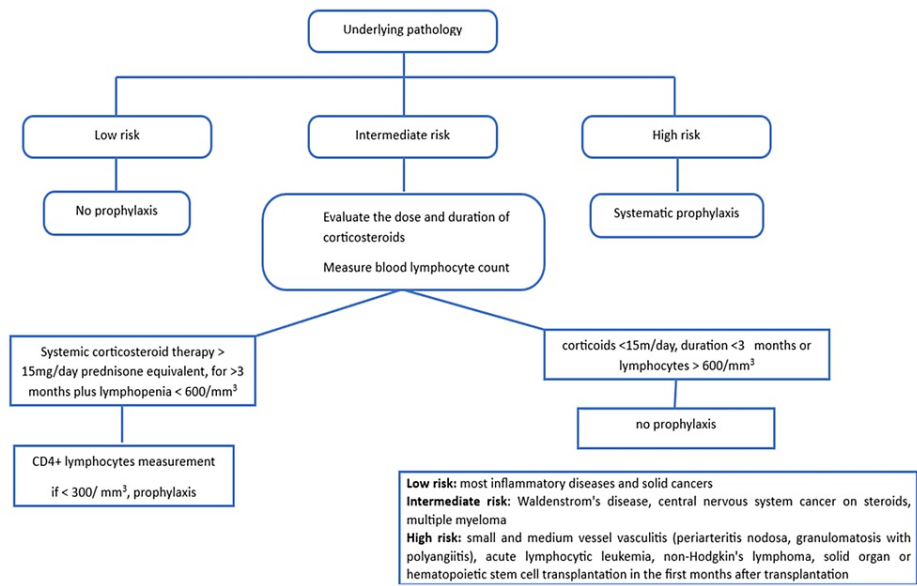 Underlying pathology
Low risk
Intermediate risk
High risk
No prophylaxis
Evaluate the dose and duration of
corticosteroids
Measure blood lymphocyte count
Systematic prophylaxis
Systemic corticosteroid therapy >
15mg/day prednisone equivalent, for >3
months plus lymphopenia < 600/mm³
corticoids <15m/day, duration <3 months or
lymphocytes > 600/mm³
CD4+ lymphocytes measurement
if < 300/ mm³, prophylaxis
no prophylaxis
Low risk: most inflammatory diseases and solid cancers
Intermediate risk: Waldenstrom's disease, central nervous system cancer on steroids,
multiple myeloma
High risk: small and medium vessel vasculitis (periarteritis nodosa, granulomatosis with
polyangiitis), acute lymphocytic leukemia, non-Hodgkin's lymphoma, solid organ or
hematopoietic stem cell transplantation in the first months after transplantation